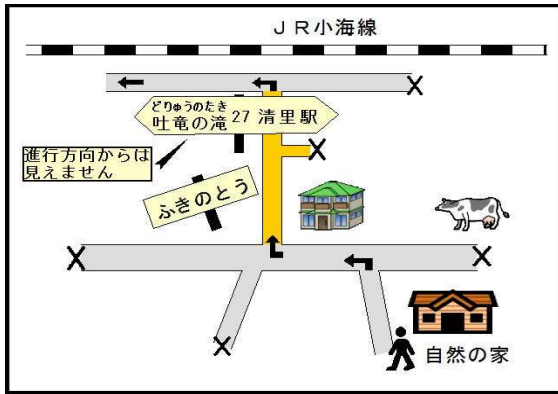 JR小海線
どりゅうのたき
吐竜の滝 27 清里駅
進行方向からは
見えません
ふきのとう
自然の家